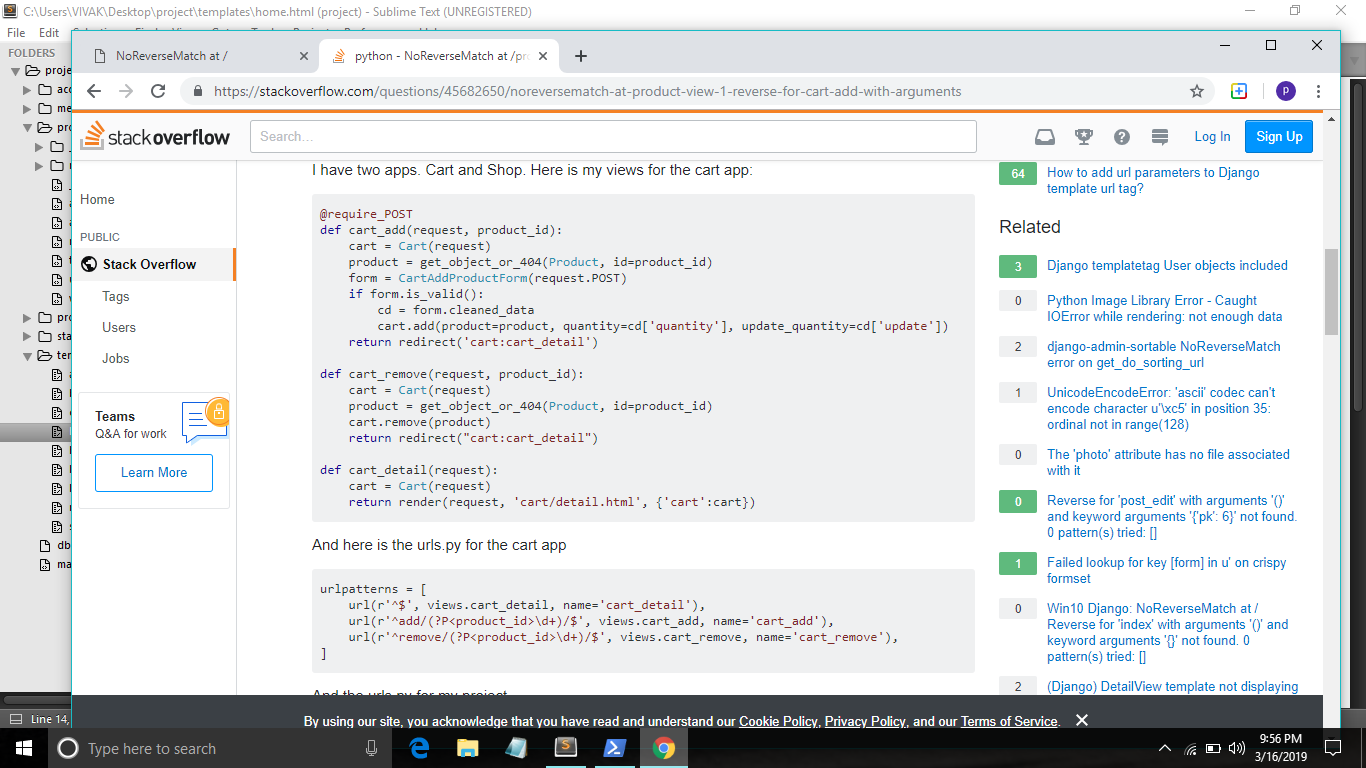 C:\Users\VIVAK\Desktop\project\templates\home.html (project) - Sublime Text (UNREGISTERED)
File Edit
FOLDERS
NoReverseMatch at /
python - NoReverseMatch at /pr
https://stackoverflow.com/questions/45682650/noreversematch-at-product-view-1-reverse-for-cart-add-with-arguments
p
stackoverflow
Search...
Log In
Sign Up
Home
PUBLIC
Stack Overflow
Tags
Users
Jobs
Teams
Q&A for work
Learn More
I have two apps. Cart and Shop. Here is my views for the cart app:
@require_POST
def cart_add(request, product_id):
    cart = Cart(request)
    product = get_object_or_404(Product, id=product_id)
    form = CartAddProductForm(request.POST)
    if form.is_valid():
        cd = form.cleaned_data
        cart.add(product=product, quantity=cd['quantity'], update_quantity=cd['update'])
    return redirect('cart:cart_detail')
def cart_remove(request, product_id):
    cart = Cart(request)
    product = get_object_or_404(Product, id=product_id)
    cart.remove(product)
    return redirect("cart:cart_detail")
def cart_detail(request):
    cart = Cart(request)
    return render(request, 'cart/detail.html', {'cart':cart})
And here is the urls.py for the cart app
urlpatterns = [
    url(r'^$', views.cart_detail, name='cart_detail'),
    url(r'^add/(?P<product_id>\d+)/$', views.cart_add, name='cart_add'),
    url(r'^remove/(?P<product_id>\d+)/$', views.cart_remove, name='cart_remove'),
]
And the urls.py for my project
64 How to add url parameters to Django
template url tag?
Related
3 Django templatetag User objects included
0 Python Image Library Error - Caught
IOError while rendering: not enough data
2 django-admin-sortable NoReverseMatch
error on get_do_sorting_url
1 UnicodeEncodeError: 'ascii' codec can't
encode character u'\xc5' in position 35:
ordinal not in range(128)
0 The 'photo' attribute has no file associated
with it
0 Reverse for 'post_edit' with arguments '()'
and keyword arguments '{'pk': 6}' not found.
0 pattern(s) tried: []
1 Failed lookup for key [form] in u' on crispy
formset
0 Win10 Django: NoReverseMatch at /
Reverse for 'index' with arguments '()' and
keyword arguments '{}' not found. 0
pattern(s) tried: []
2 (Django) DetailView template not displaying
By using our site, you acknowledge that you have read and understand our Cookie Policy, Privacy Policy, and our Terms of Service.
Line 14,
Type here to search
9:56 PM
3/16/2019